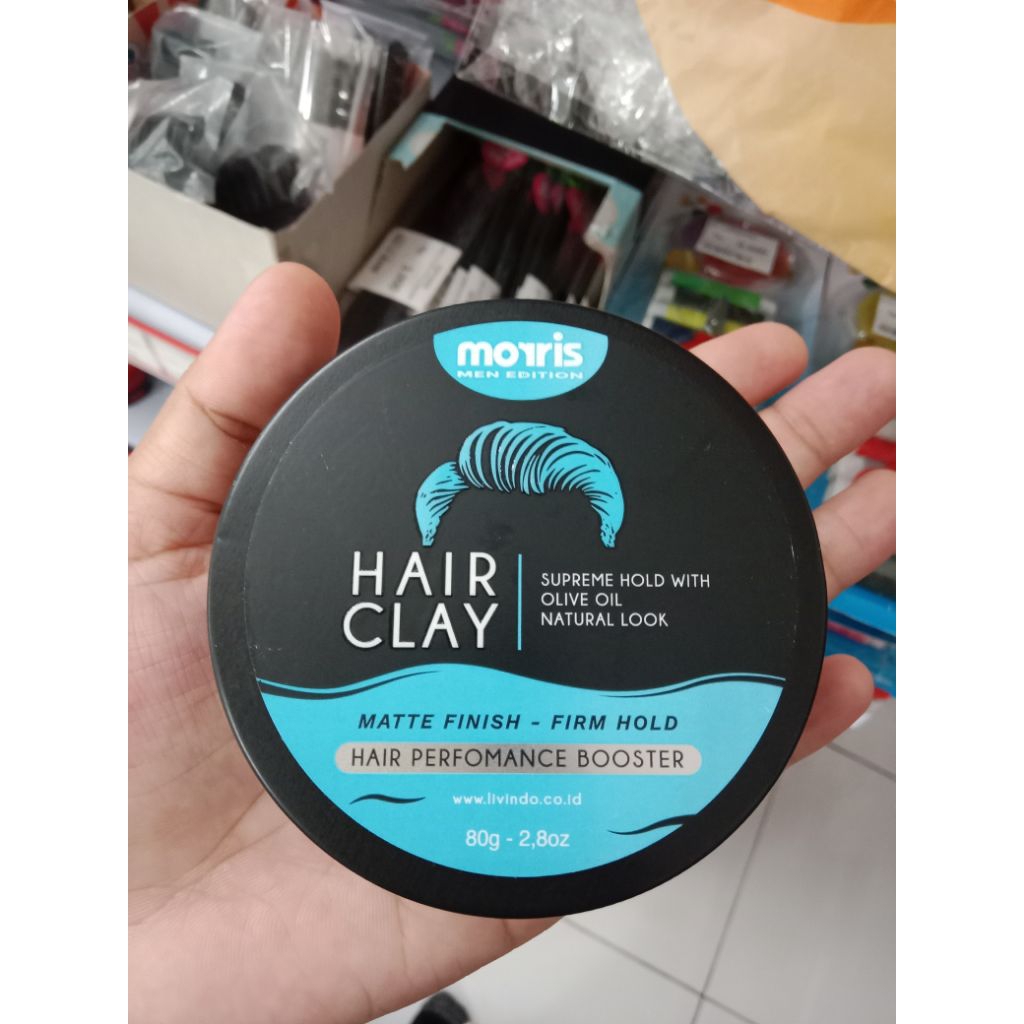 morris
MEN EDITION
HAIR
CLAY
SUPREME HOLD WITH
OLIVE OIL
NATURAL LOOK
MATTE FINISH - FIRM HOLD
HAIR PERFOMANCE BOOSTER
www.livindo.co.id
80g - 2,8oz